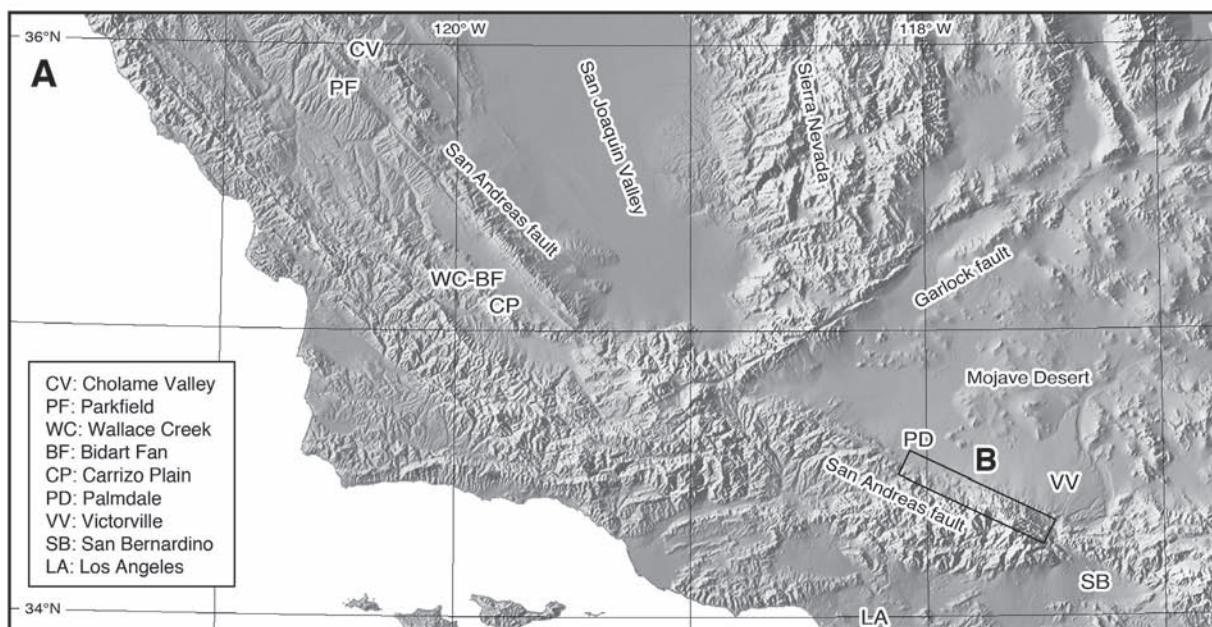 A
36°N
120° W
118° W
CV
PF
San Joaquin Valley
Sierra Nevada
San Andreas fault
WC-BF
CP
Garlock fault
Mojave Desert
PD
B
VV
San Andreas fault
SB
LA
34°N
CV: Cholame Valley
PF: Parkfield
WC: Wallace Creek
BF: Bidart Fan
CP: Carrizo Plain
PD: Palmdale
VV: Victorville
SB: San Bernardino
LA: Los Angeles